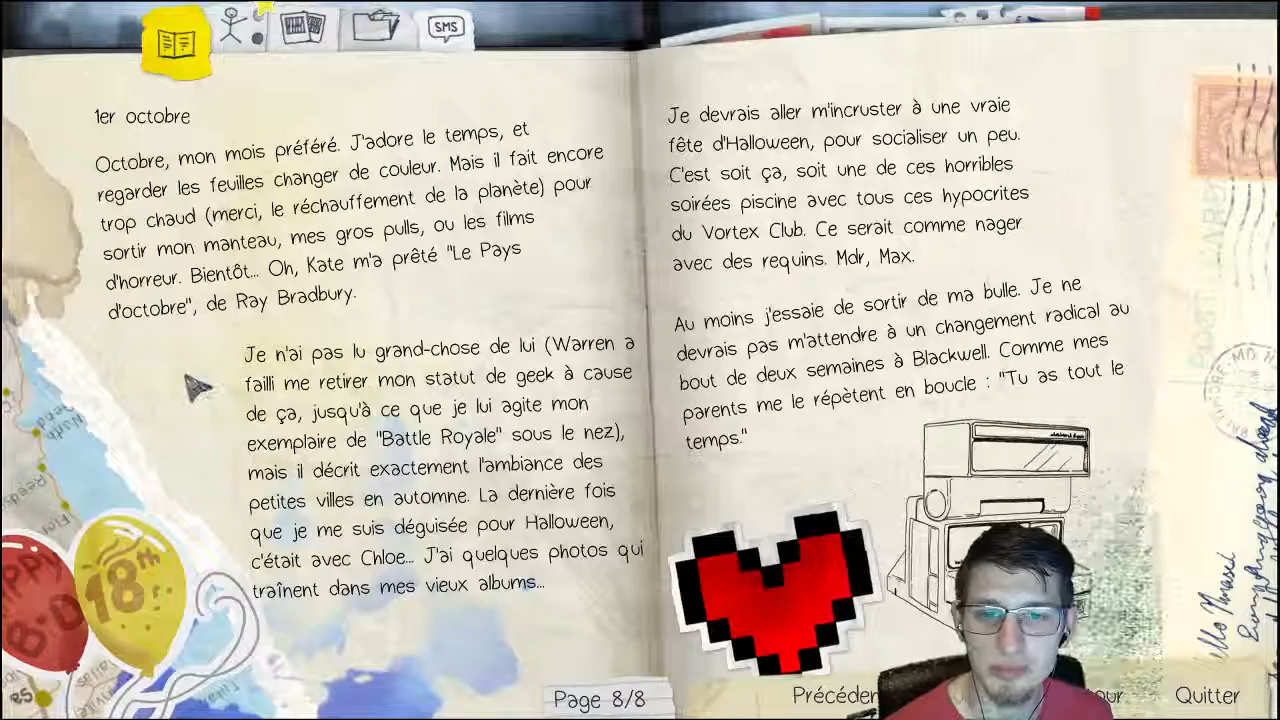 SMS
1er octobre
Octobre, mon mois préféré. J'adore le temps, et
regarder les feuilles changer de couleur. Mais il fait encore
trop chaud (merci, le réchauffement de la planète) pour
sortir mon manteau, mes gros pulls, ou les films
d'horreur. Bientôt... Oh, Kate m'a prêté "Le Pays
d'octobre", de Ray Bradbury.
Je n'ai pas lu grand-chose de lui (Warren a
failli me retirer mon statut de geek à cause
de ça, jusqu'à ce que je lui agite mon
exemplaire de "Battle Royale" sous le nez),
mais il décrit exactement l'ambiance des
petites villes en automne. La dernière fois
que je me suis déguisée pour Halloween,
c'était avec Chloe... J'ai quelques photos qui
traînent dans mes vieux albums...
18th
Page 8/8
Je devrais aller m'incruster à une vraie
fête d'Halloween, pour socialiser un peu.
C'est soit ça, soit une de ces horribles
soirées piscine avec tous ces hypocrites
du Vortex Club. Ce serait comme nager
avec des requins. Mdr, Max.
Au moins j'essaie de sortir de ma bulle. Je ne
devrais pas m'attendre à un changement radical au
bout de deux semaines à Blackwell. Comme mes
parents me le répètent en boucle : "Tu as tout le
temps."
Quitter